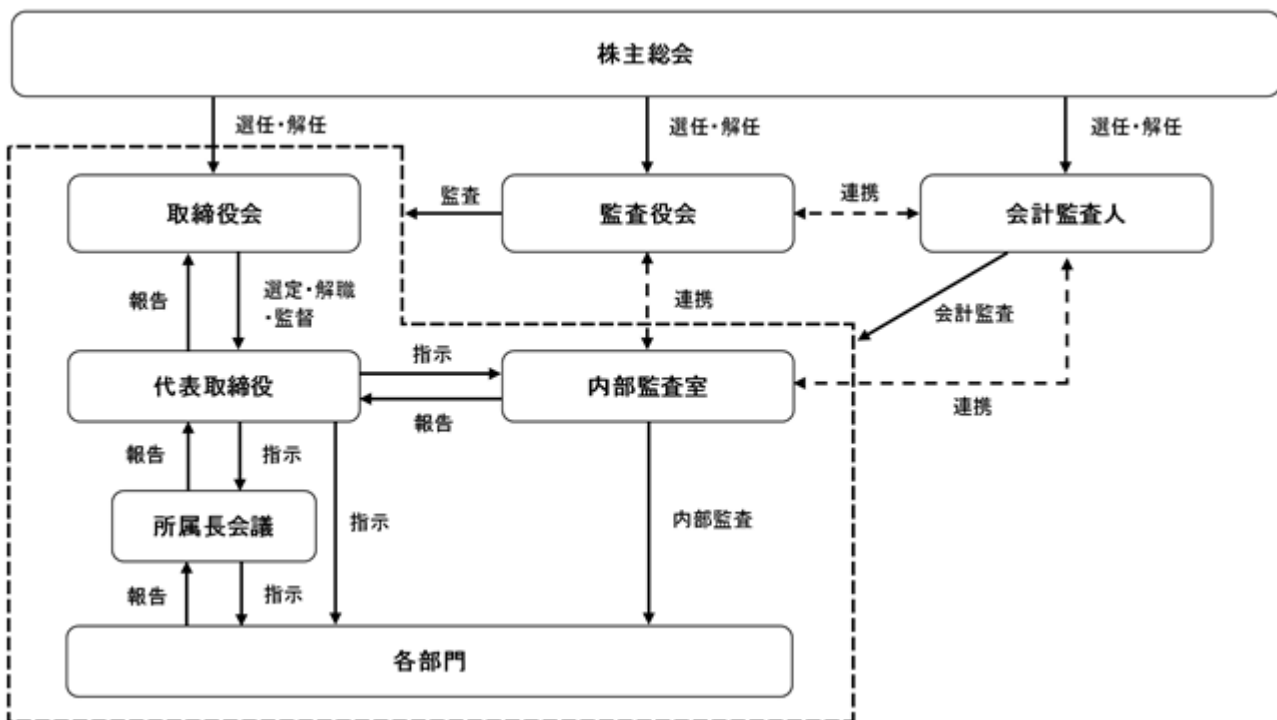 株主総会
選任・解任
選任・解任
選任・解任
取締役会
監査
監査役会
連携
会計監査人
報告
選定・解職
・監督
連携
会計監査
代表取締役
指示
報告
内部監査室
連携
報告
指示
所属長会議
指示
内部監査
報告
指示
各部門